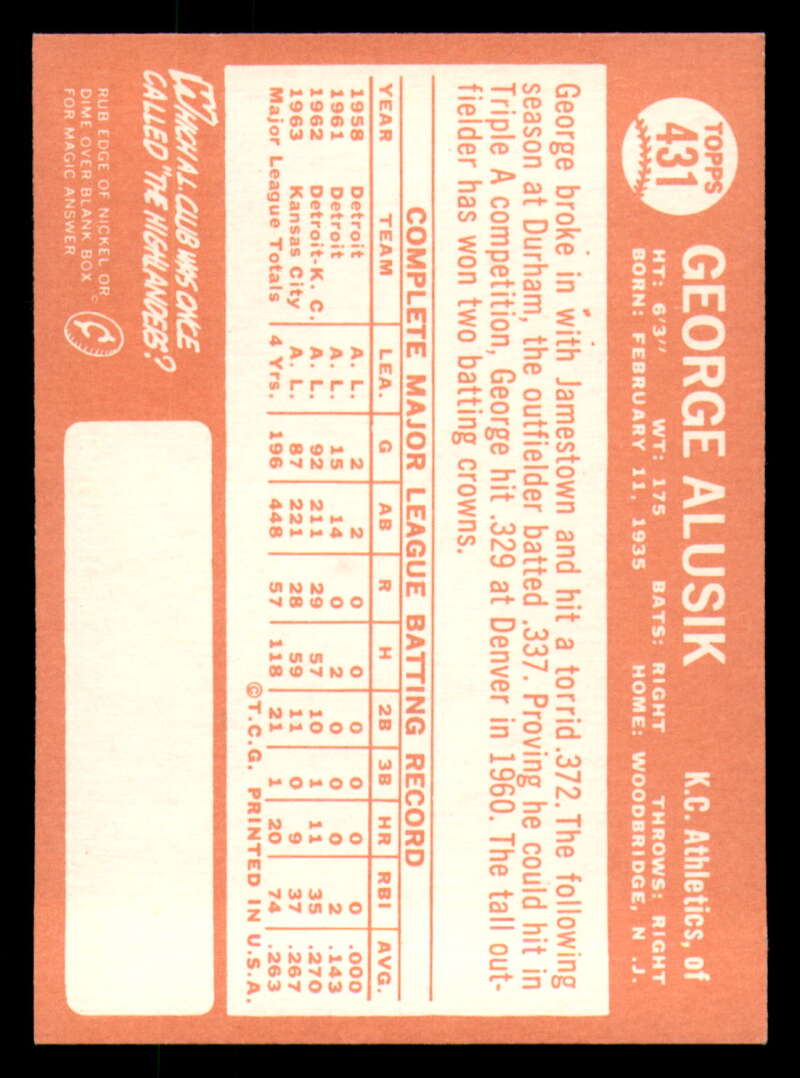 TOPPS
431
GEORGE ALUSIK K.C. Athletics, of
HT: 6'3" WT: 175 BATS: RIGHT THROWS: RIGHT
BORN: FEBRUARY 11, 1935 HOME: WOODBRIDGE, N .J.
George broke in with Jamestown and hit a torrid .372. The following
season at Durham, the outfielder batted .337. Proving he could hit in
Triple A competition, George hit .329 at Denver in 1960. The tall out-
fielder has won two batting crowns.
COMPLETE MAJOR LEAGUE BATTING RECORD
YEAR TEAM LEA. G AB R H 2B 3B HR RBI AVG.
1958 Detroit A. L. 2 2 0 0 0 0 0 0 .000
1961 Detroit A. L. 15 14 0 2 0 0 0 2 .143
1962 Detroit-K. C. A. L. 92 211 29 57 10 1 11 35 .270
1963 Kansas City A. L. 87 221 28 59 11 0 9 37 .267
Major League Totals 4 Yrs. 196 448 57 118 21 1 20 74 .263
©T.C.G. PRINTED IN U.S.A.
WHICH A.L. CLUB WAS ONCE
CALLED "THE HIGHLANDERS?
RUB EDGE OF NICKEL OR
DIME OVER BLANK BOX
FOR MAGIC ANSWER